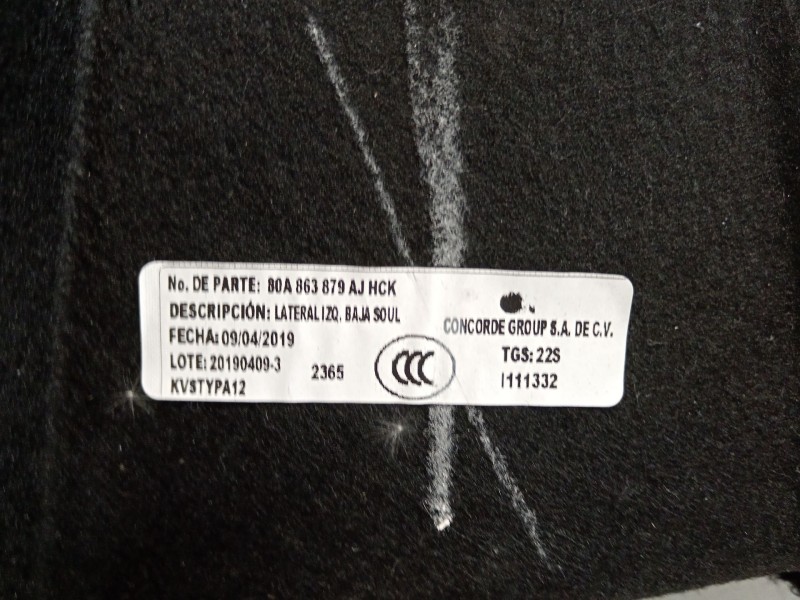 No. DE PARTE: 80A 863 879 AJ HCK
DESCRIPCIÓN: LATERAL IZQ. BAJA SOUL
FECHA: 09/04/2019
LOTE: 20190409-3
2365
KVSTYPA12
CCC
CONCORDE GROUP S.A. DE C.V.
TGS: 22S
I111332